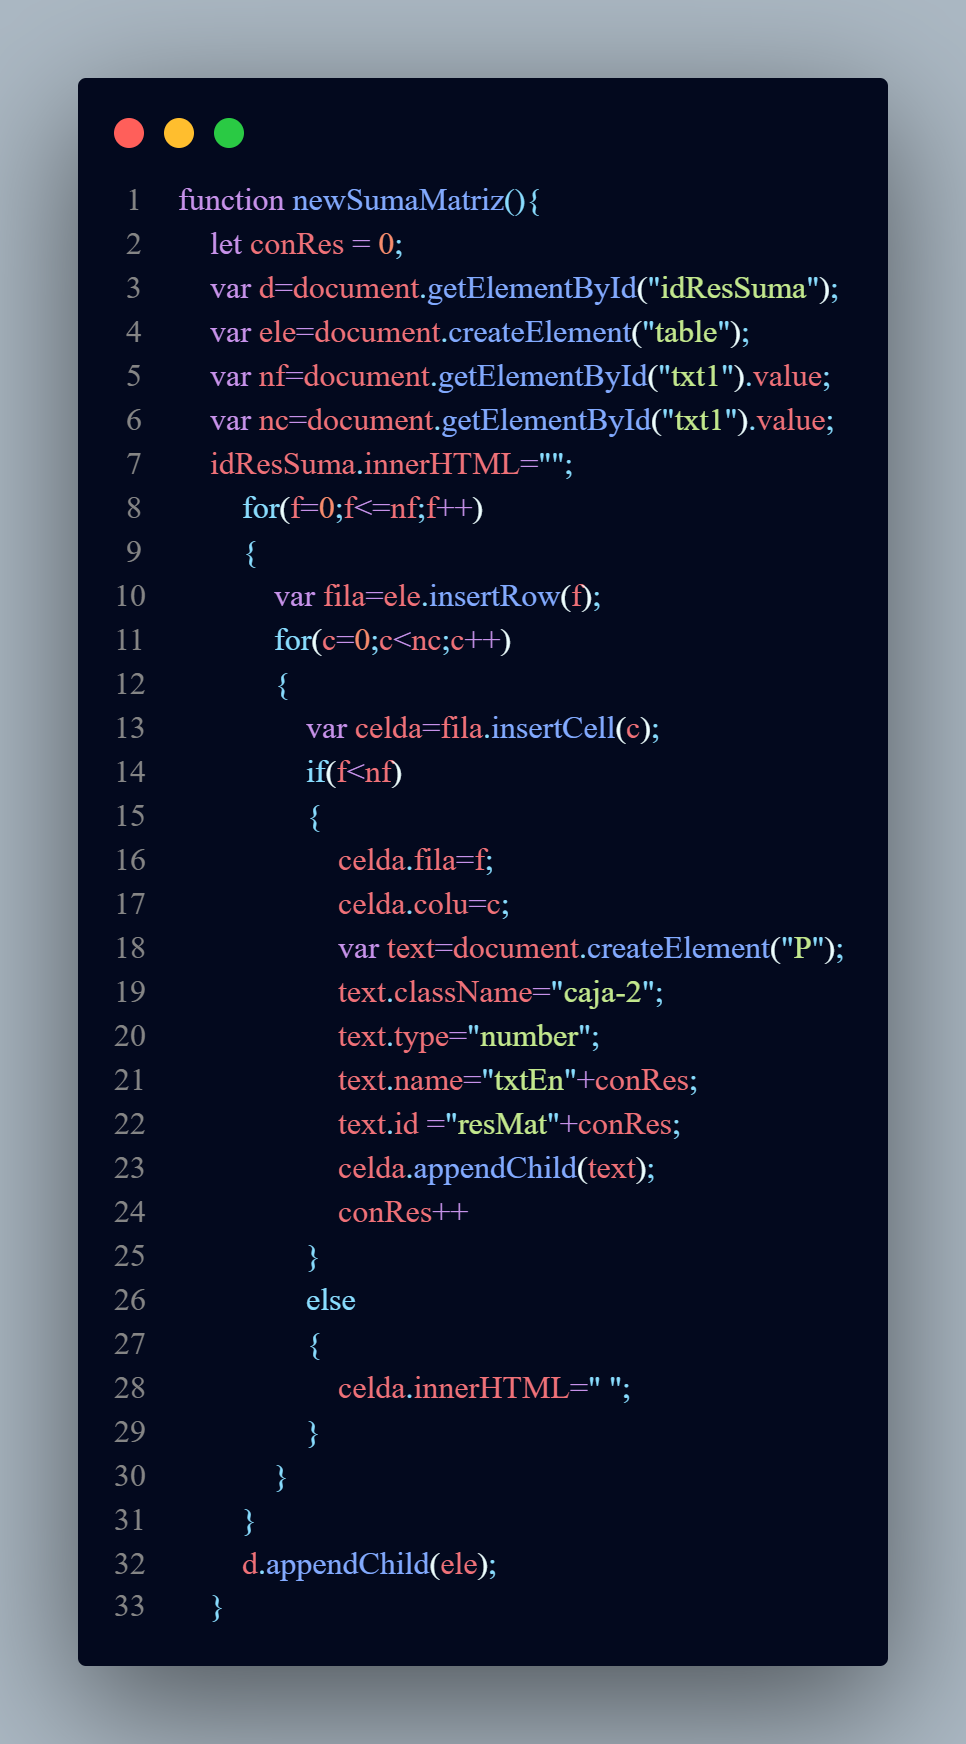 1 function newSumaMatriz(){
2 let conRes = 0;
3 var d=document.getElementById("idResSuma");
4 var ele=document.createElement("table");
5 var nf=document.getElementById("txt1").value;
6 var nc=document.getElementById("txt1").value;
7 idResSuma.innerHTML="";
8 for(f=0;f<=nf;f++)
9 {
10 var fila=ele.insertRow(f);
11 for(c=0;c<nc;c++)
12 {
13 var celda=fila.insertCell(c);
14 if(f<nf)
15 {
16 celda.fila=f;
17 celda.colu=c;
18 var text=document.createElement("P");
19 text.className="caja-2";
20 text.type="number";
21 text.name="txtEn"+conRes;
22 text.id ="resMat"+conRes;
23 celda.appendChild(text);
24 conRes++
25 }
26 else
27 {
28 celda.innerHTML=" ";
29 }
30 }
31 }
32 d.appendChild(ele);
33 }